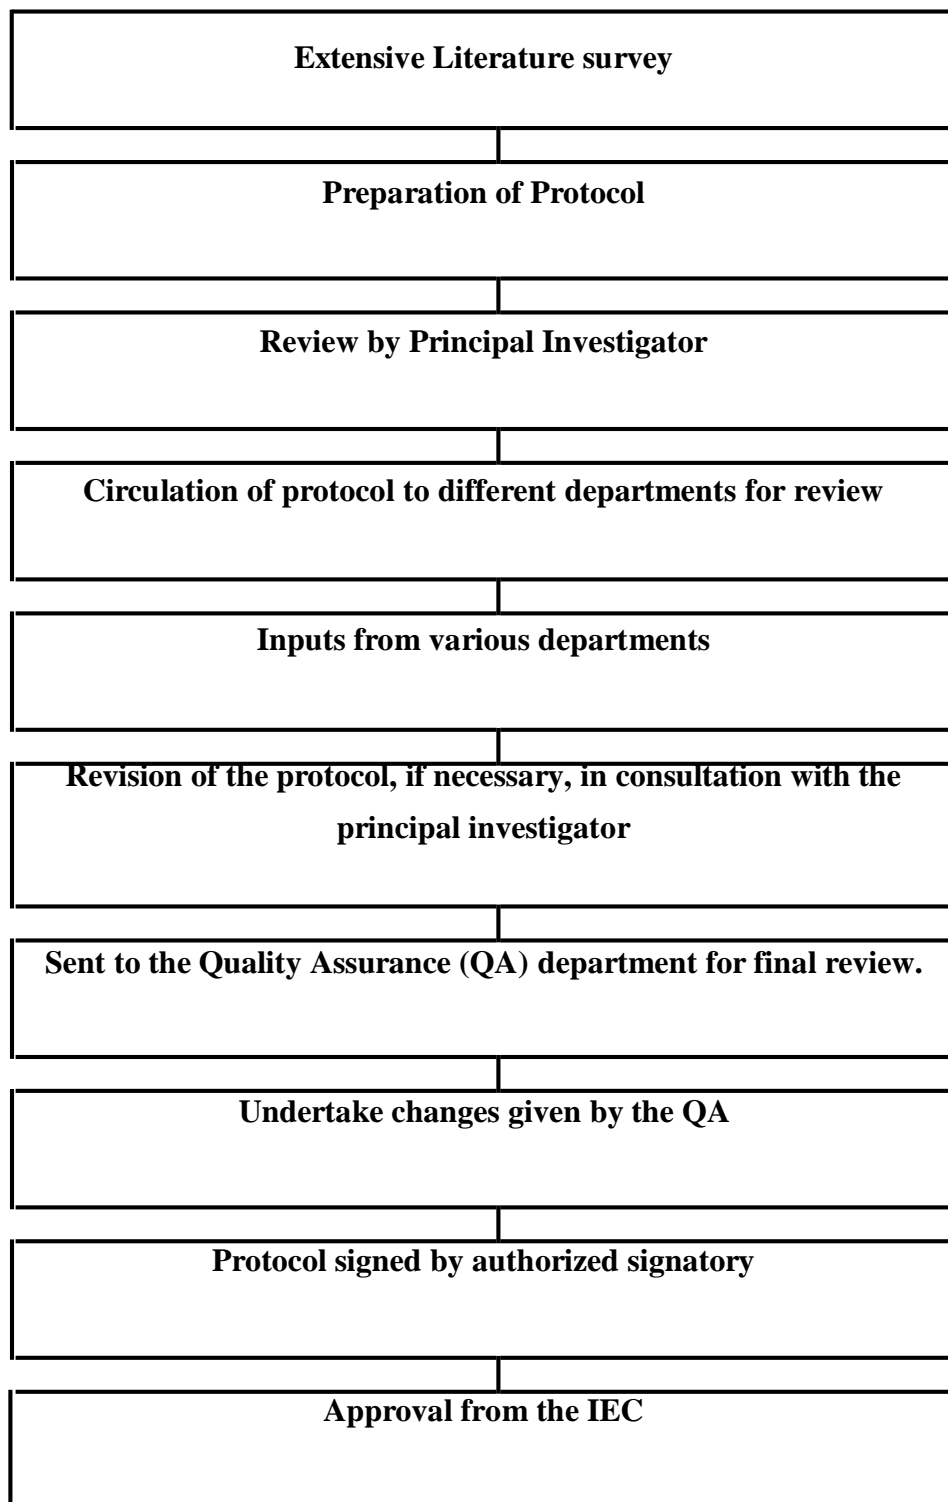 Extensive Literature survey
Preparation of Protocol
Review by Principal Investigator
Circulation of protocol to different departments for review
Inputs from various departments
Revision of the protocol, if necessary, in consultation with the
principal investigator
Sent to the Quality Assurance (QA) department for final review.
Undertake changes given by the QA
Protocol signed by authorized signatory
Approval from the IEC